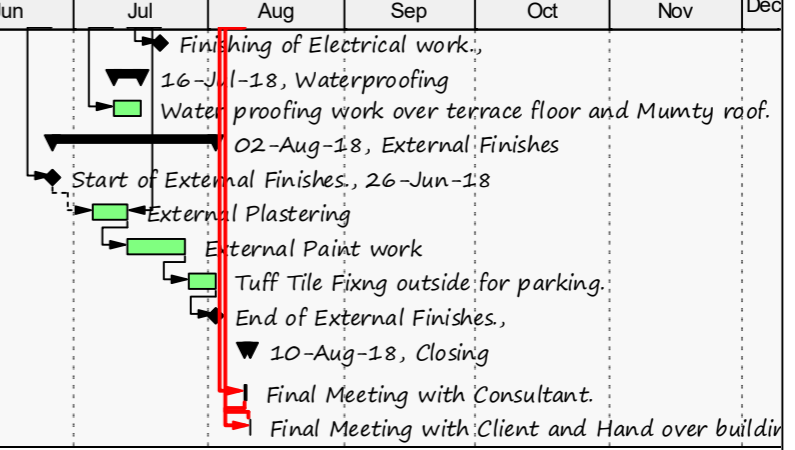 Jun Jul Aug Sep Oct Nov Dec
Finishing of Electrical work.,
16-Jul-18, Waterproofing
Water proofing work over terrace floor and Mumty roof.
02-Aug-18, External Finishes
Start of External Finishes., 26-Jun-18
External Plastering
External Paint work
Tuff Tile Fixng outside for parking.
End of External Finishes.,
10-Aug-18, Closing
Final Meeting with Consultant.
Final Meeting with Client and Hand over buildin